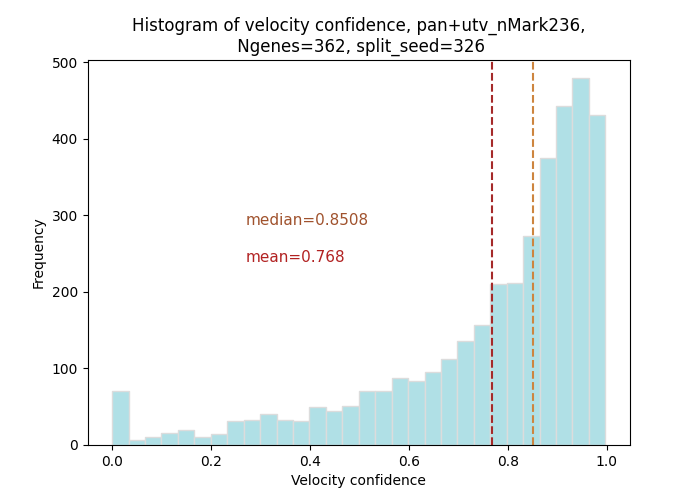 Histogram of velocity confidence, pan+utv_nMark236,
Ngenes=362, split_seed=326
500
400
300
200
100
0
Frequency
median=0.8508
mean=0.768
0.0 0.2 0.4 0.6 0.8 1.0
Velocity confidence